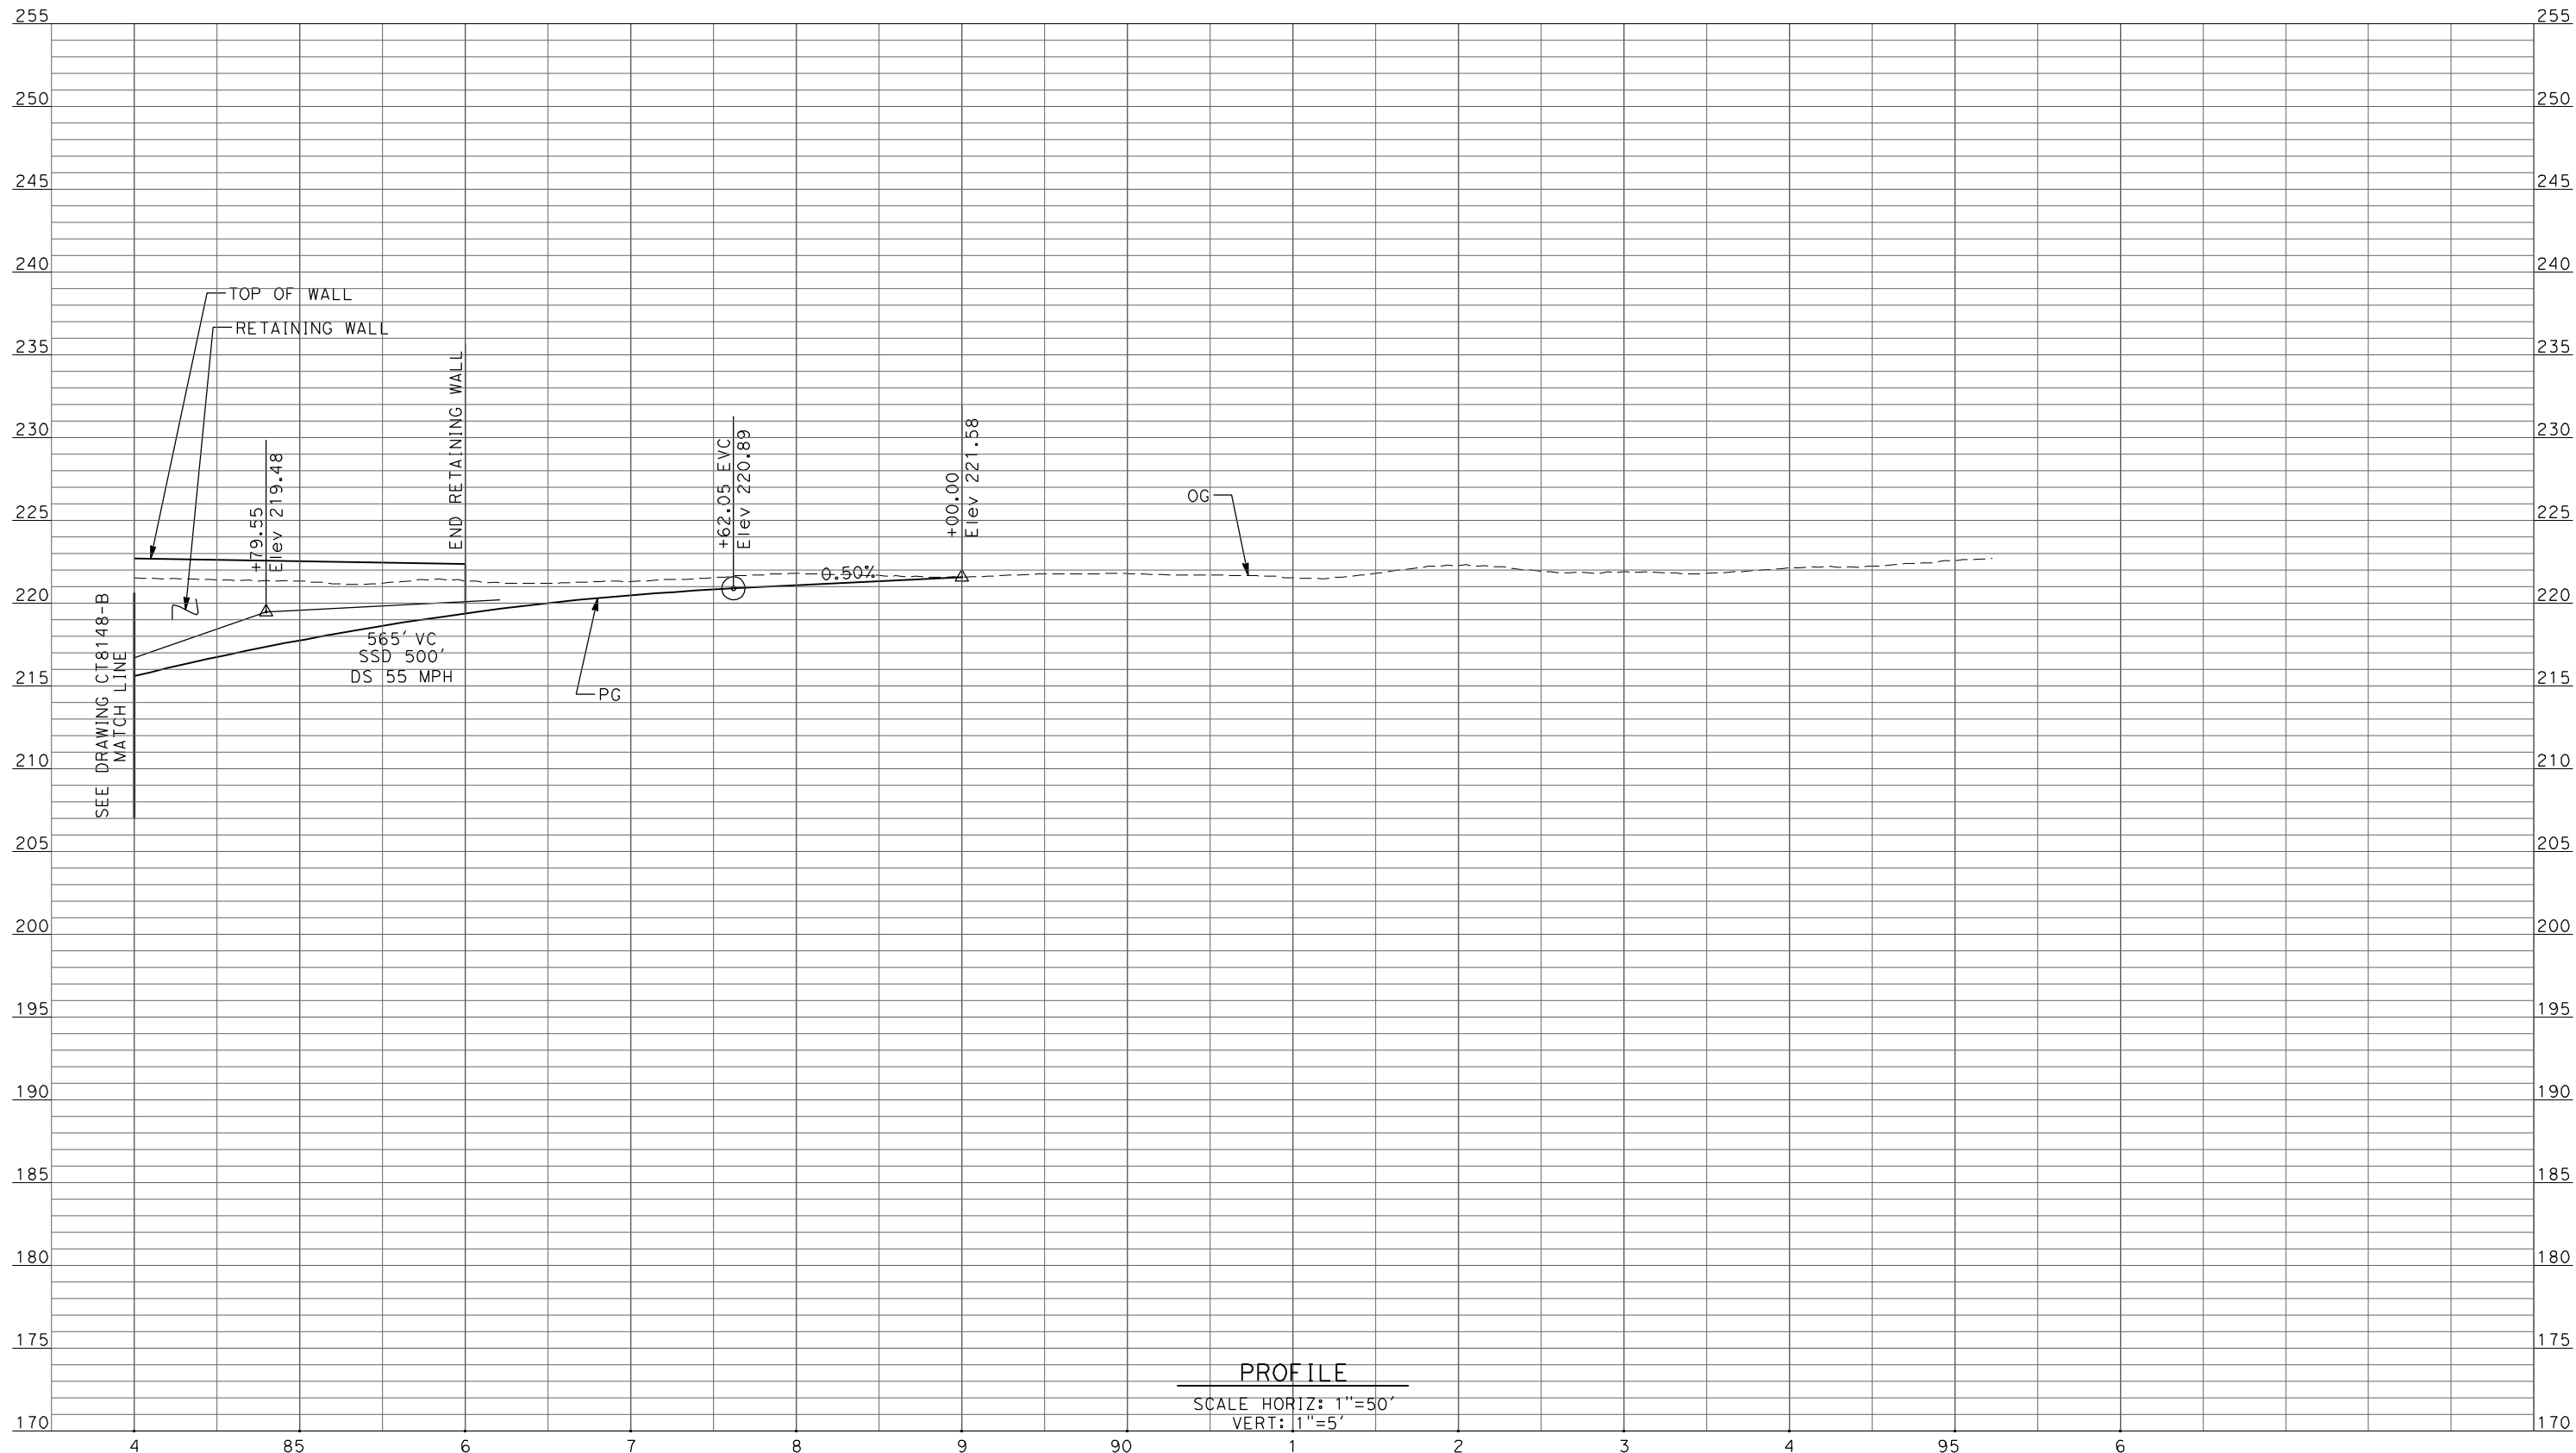 255 255
250 250
245 245
240 240
TOP OF WALL
RETAINING WALL
235 235
END RETAINING WALL
230 230
+79.55
Elev 219.48
+62.05 EVC
Elev 220.89
+00.00
Elev 221.58
OG
225 225
0.50%
220 220
SEE DRAWING CT8148-B
MATCH LINE
565' VC
SSD 500'
DS 55 MPH
PG
215 215
210 210
205 205
200 200
195 195
190 190
185 185
180 180
175 175
PROFILE
SCALE HORIZ: 1"=50'
VERT: 1"=5'
170 170
4 85 6 7 8 9 90 1 2 3 4 95 6